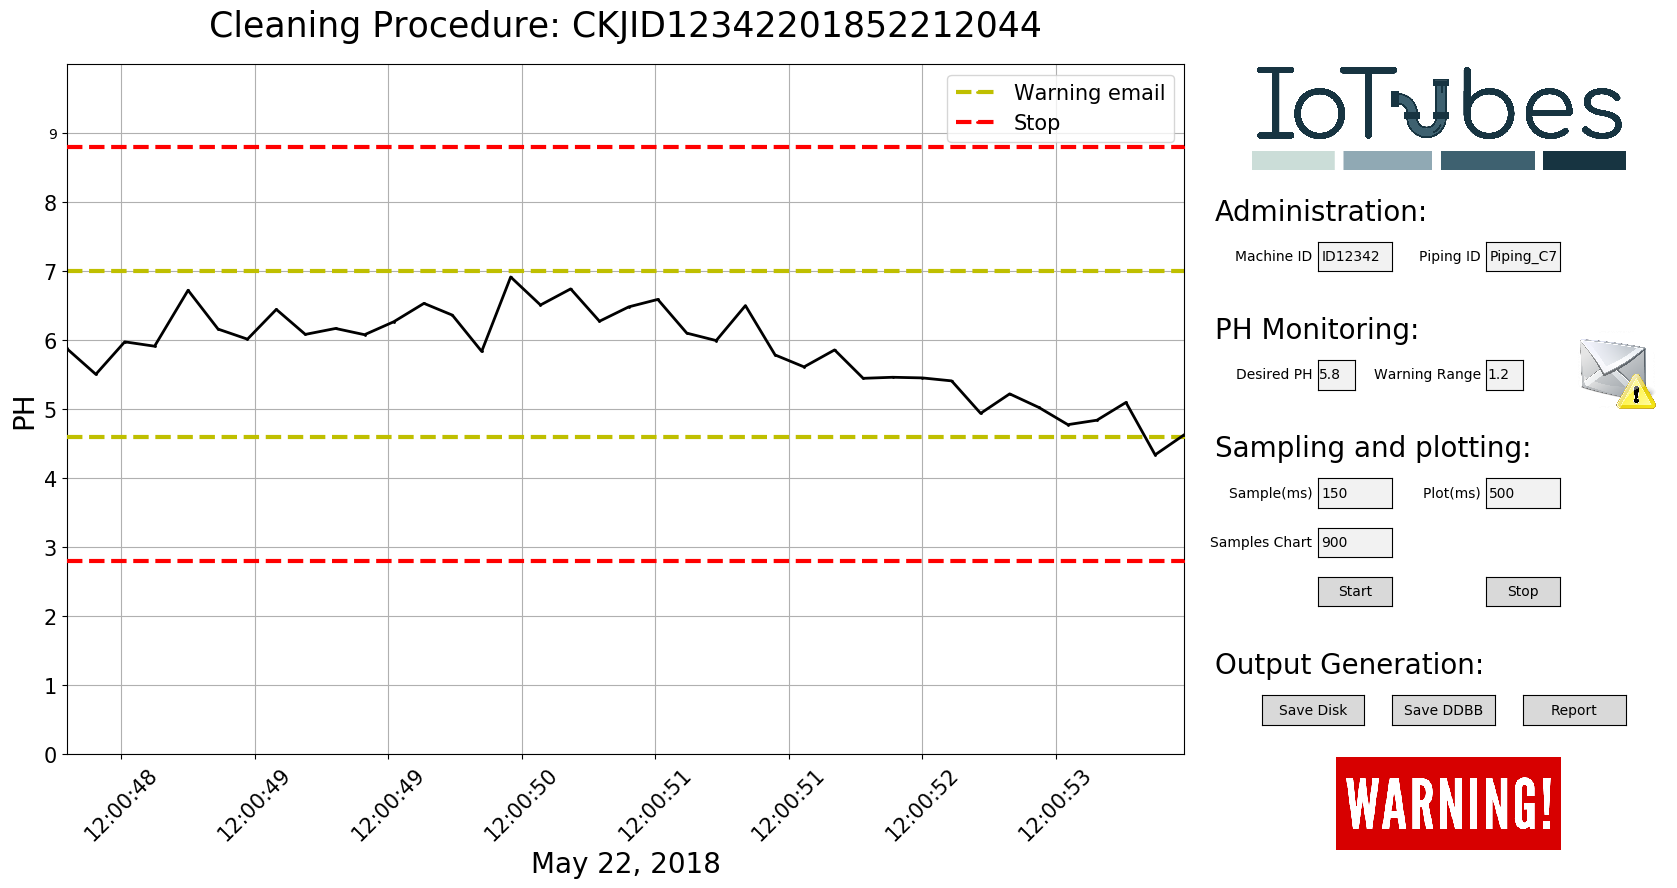 Cleaning Procedure: CKJID12342201852212044
Warning email
Stop
9
8
7
6
5
4
3
2
1
0
PH
12:00:48
12:00:49
12:00:49
12:00:50
12:00:51
12:00:51
12:00:52
12:00:53
May 22, 2018
IoTubes
Administration:
Machine ID ID12342 Piping ID Piping_C7
PH Monitoring:
Desired PH 5.8 Warning Range 1.2
Sampling and plotting:
Sample(ms) 150 Plot(ms) 500
Samples Chart 900
Start Stop
Output Generation:
Save Disk Save DDBB Report
WARNING!